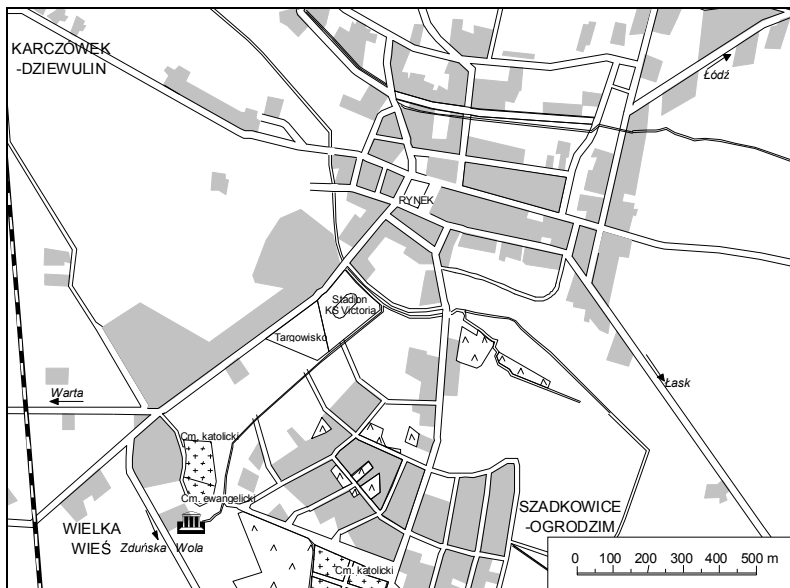 KARCZÓWEK
-DZIEWULIN
Łódź
RYNEK
Stadion
KS Victoria
Targowisko
Warta
Łask
Cm. katolicki
Cm. ewangelicki
WIELKA
WIEŚ
Zduńska Wola
SZADKOWICE
-OGRODZIM
Cm. katolicki
0 100 200 300 400 500 m